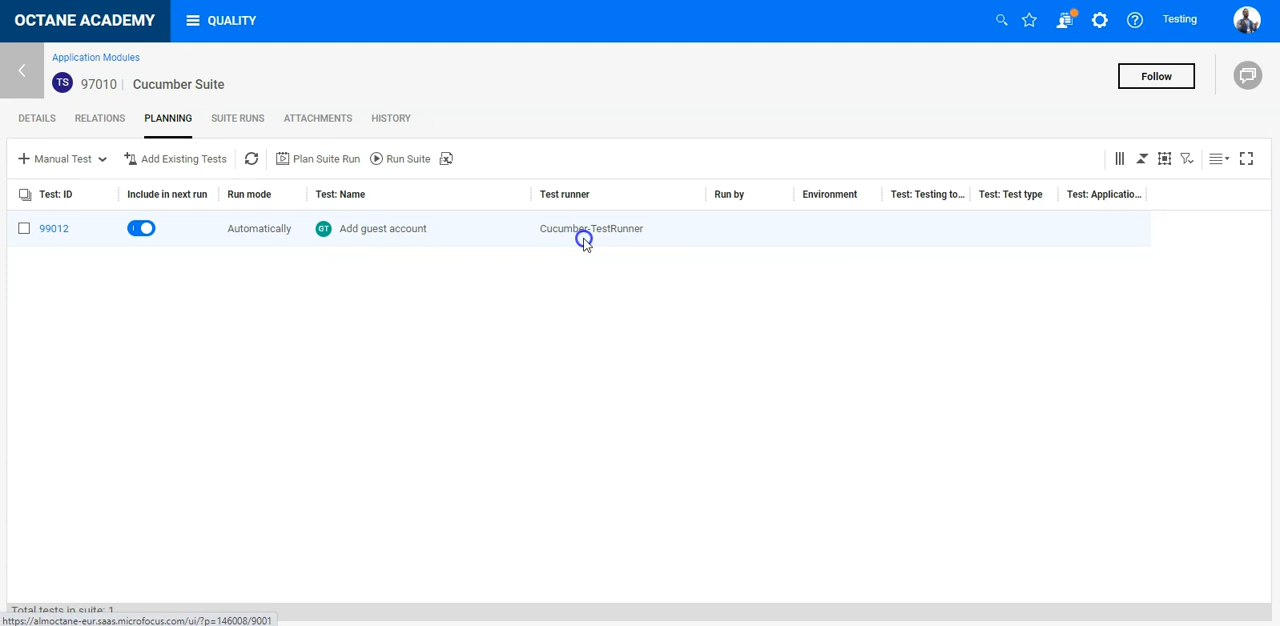 OCTANE ACADEMY QUALITY Testing
Application Modules
TS 97010 Cucumber Suite Follow
DETAILS RELATIONS PLANNING SUITE RUNS ATTACHMENTS HISTORY
Manual Test Add Existing Tests Plan Suite Run Run Suite
Test: ID Include in next run Run mode Test: Name Test runner Run by Environment Test: Testing to... Test: Test type Test: Applicatio...
99012 Automatically GT Add guest account Cucumber-TestRunner
Total tests in suite: 1
https://almoctane-eur.saas.microfocus.com/ui/?p=146008/9001